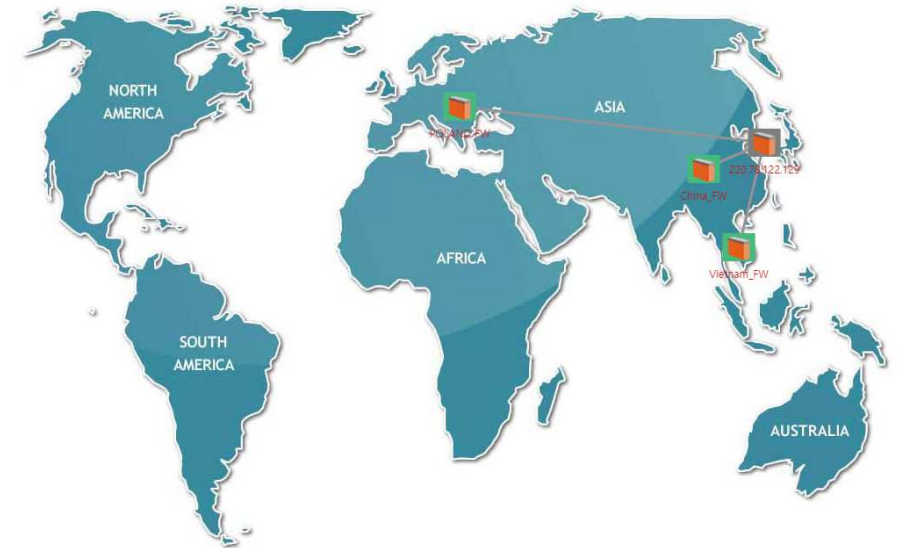 NORTH
AMERICA
ASIA
POLAND_FW
220.78.122.129
China_FW
AFRICA
Vietnam_FW
SOUTH
AMERICA
AUSTRALIA